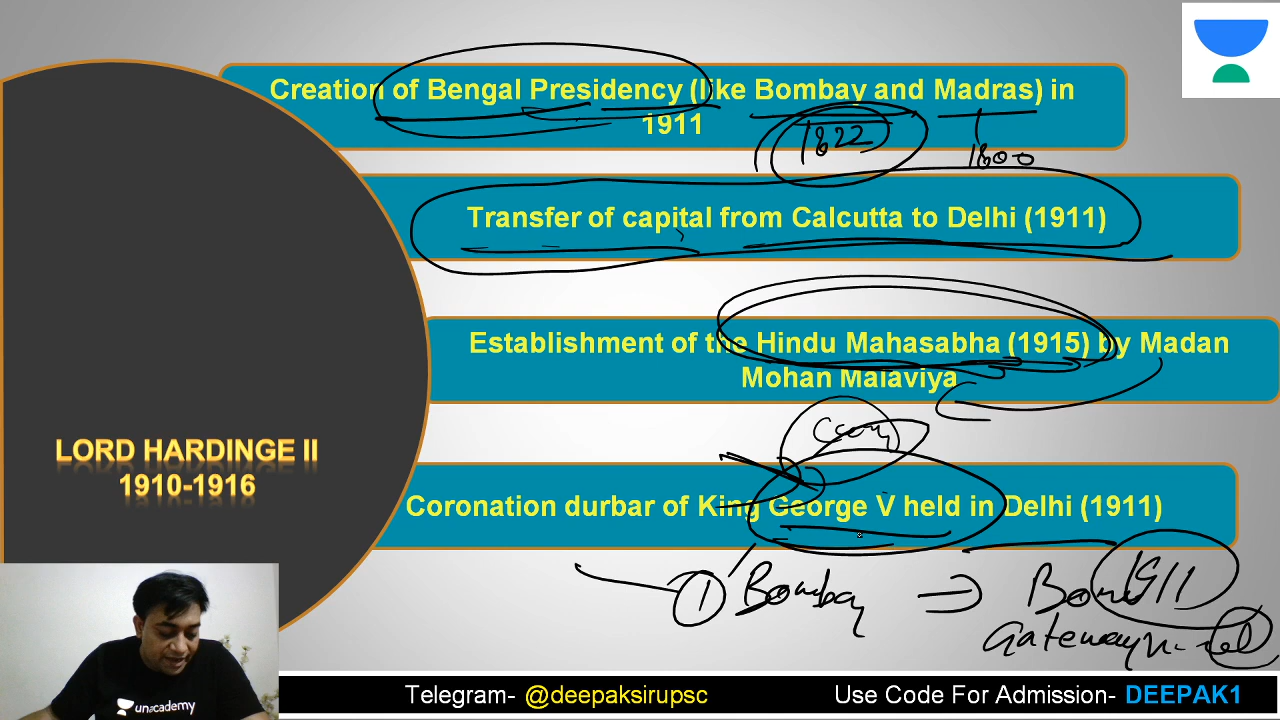 Creation of Bengal Presidency (like Bombay and Madras) in
1911
1822
1800
Transfer of capital from Calcutta to Delhi (1911)
Establishment of the Hindu Mahasabha (1915) by Madan
Mohan Malaviya
LORD HARDINGE II
1910-1916
Coronation durbar of King George V held in Delhi (1911)
1 Bombay ⇒ 1911
Gateway
unacademy
Telegram- @deepaksirupsc
Use Code For Admission- DEEPAK1